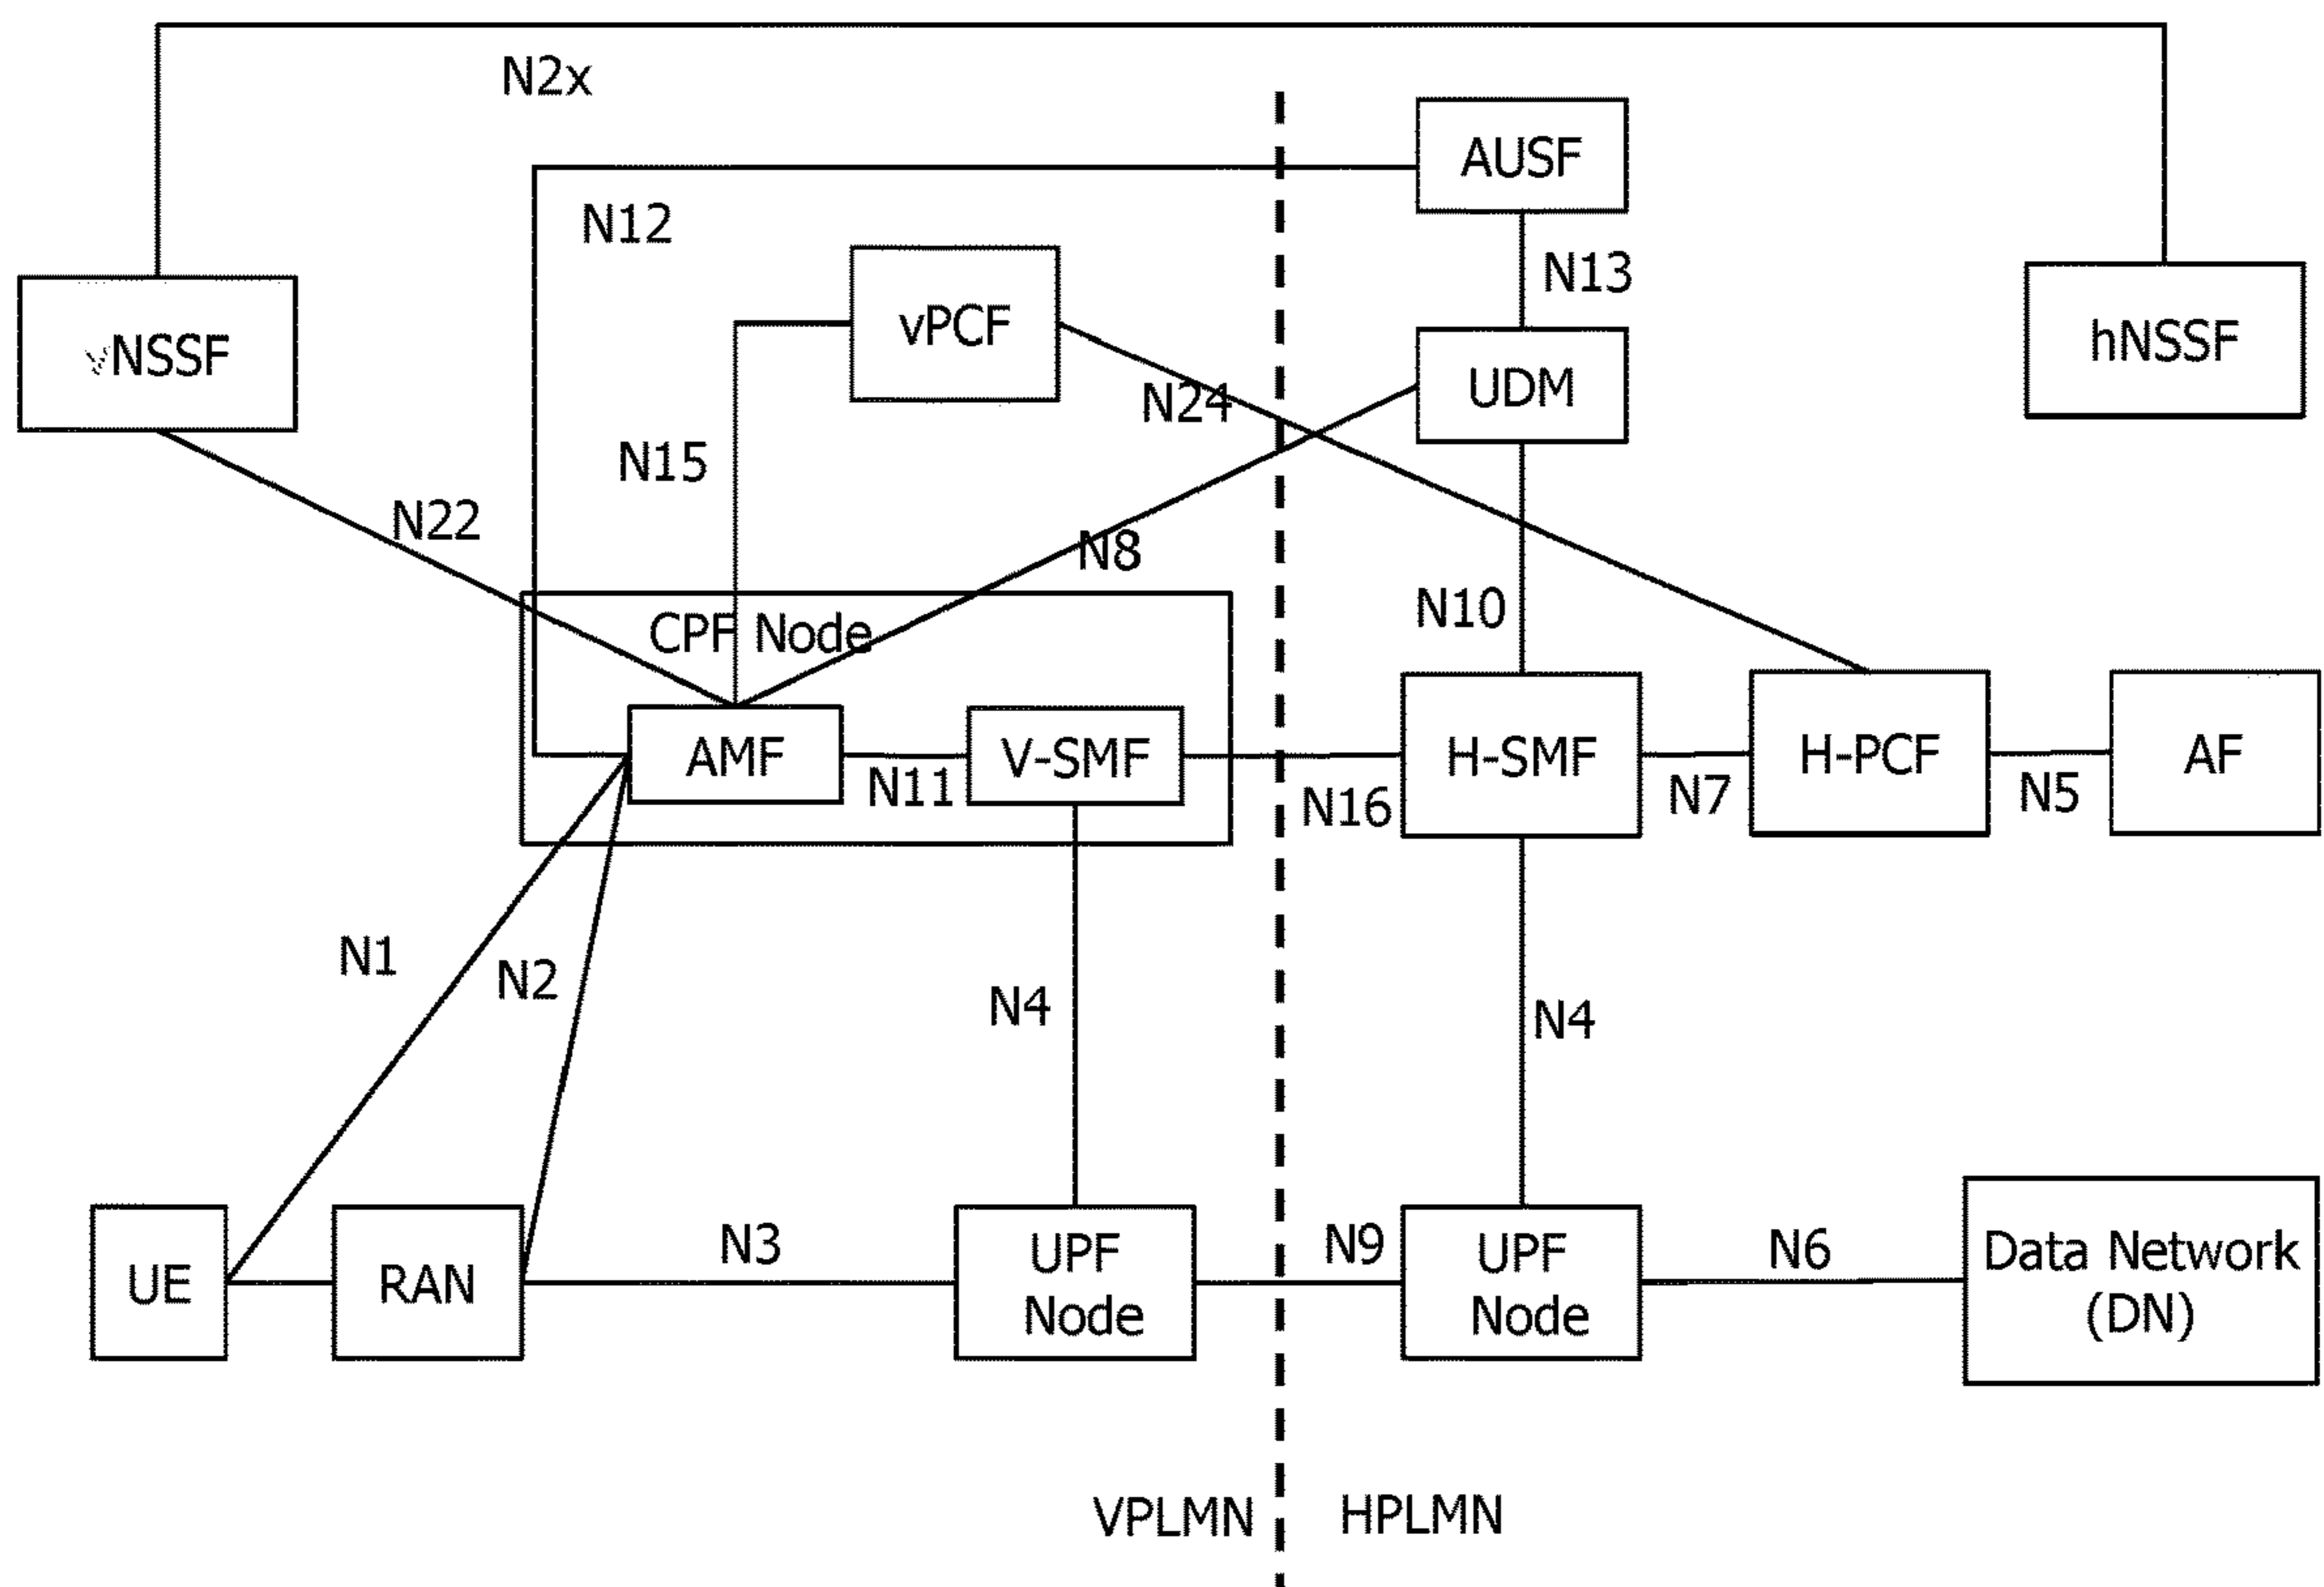 N2x
AUSF
N12
N13
vPCF
vNSSF
hNSSF
UDM
N24
N15
N22
N8
N10
CPF Node
AMF
V-SMF
H-SMF
H-PCF
AF
N11
N16
N7
N5
N1
N2
N4
N4
N3
UPF
Node
N9
UPF
Node
N6
Data Network
(DN)
UE
RAN
VPLMN
HPLMN